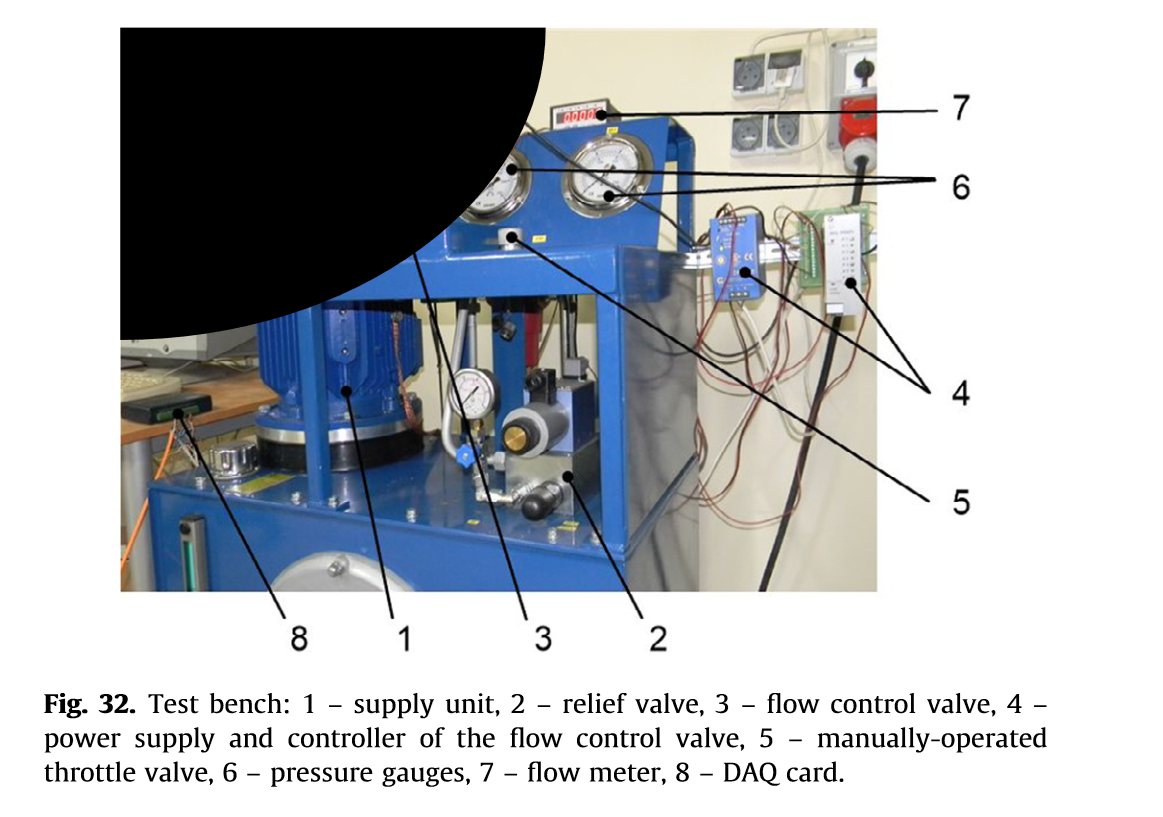 0000
7
6
4
5
8 1 3 2
Fig. 32. Test bench: 1 – supply unit, 2 – relief valve, 3 – flow control valve, 4 –
power supply and controller of the flow control valve, 5 – manually-operated
throttle valve, 6 – pressure gauges, 7 – flow meter, 8 – DAQ card.